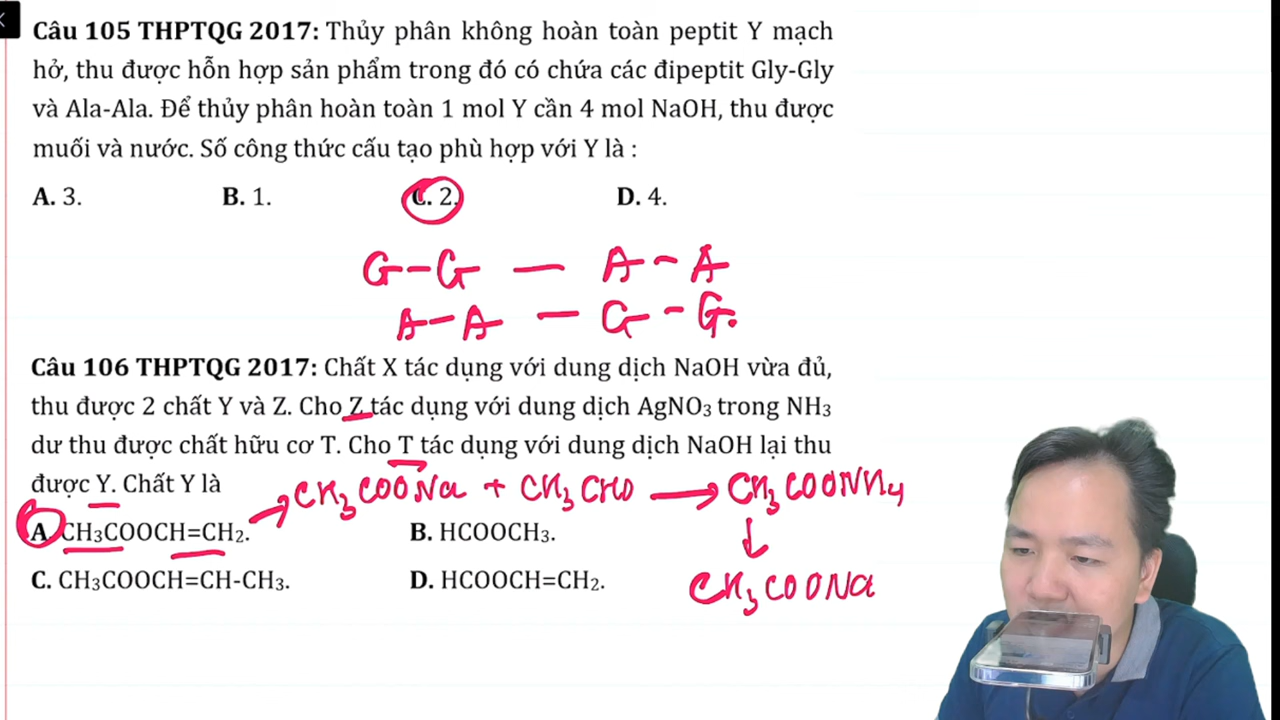 Câu 105 THPTQG 2017: Thủy phân không hoàn toàn peptit Y mạch
hở, thu được hỗn hợp sản phẩm trong đó có chứa các đipeptit Gly-Gly
và Ala-Ala. Để thủy phân hoàn toàn 1 mol Y cần 4 mol NaOH, thu được
muối và nước. Số công thức cấu tạo phù hợp với Y là :
A. 3. B. 1. C. 2. D. 4.
G-G — A-A
A-A — G-G.
Câu 106 THPTQG 2017: Chất X tác dụng với dung dịch NaOH vừa đủ,
thu được 2 chất Y và Z. Cho Z tác dụng với dung dịch AgNO₃ trong NH₃
dư thu được chất hữu cơ T. Cho T tác dụng với dung dịch NaOH lại thu
được Y. Chất Y là
→ CH₃COONa + CH₃CHO → CH₃COONH₄
A. CH₃COOCH=CH₂. B. HCOOCH₃.
↓
C. CH₃COOCH=CH-CH₃. D. HCOOCH=CH₂.
CH₃COONa